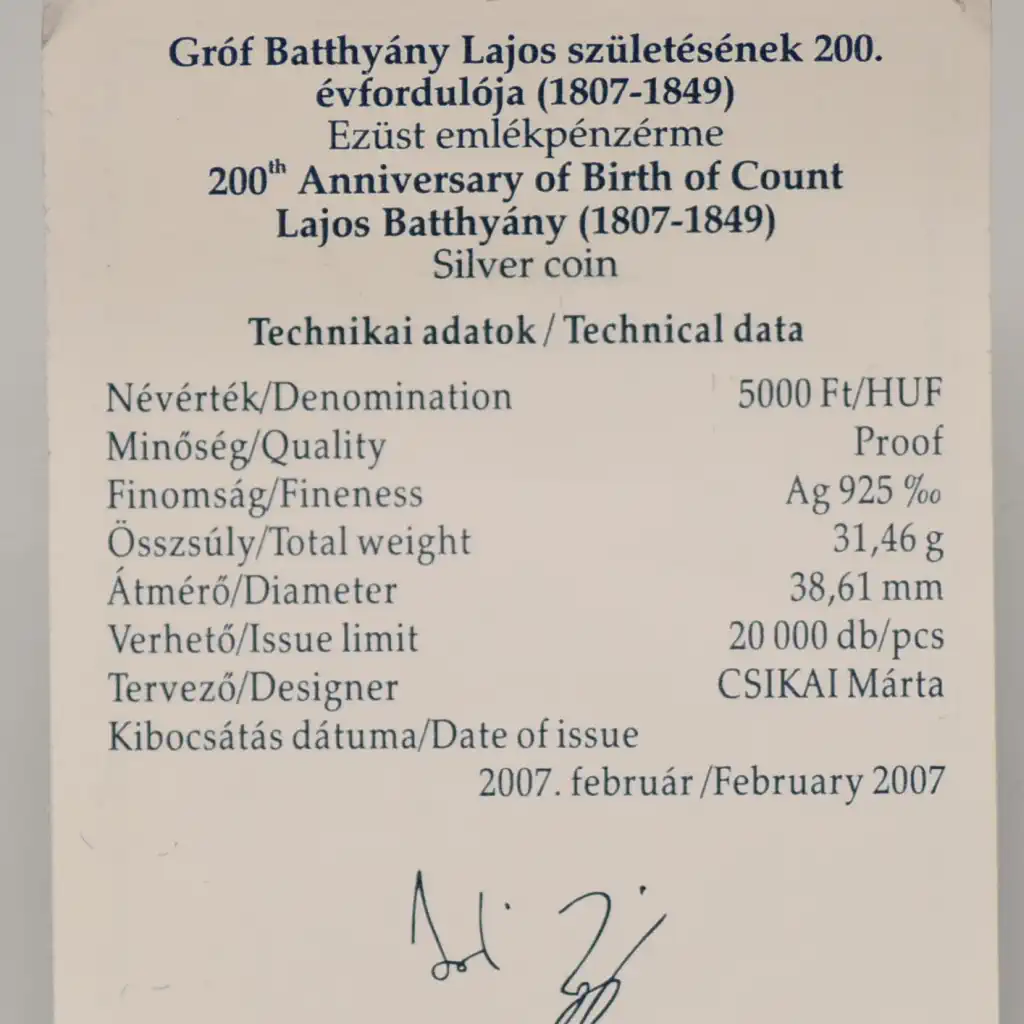 Gróf Batthyány Lajos születésének 200.
évfordulója (1807-1849)
Ezüst emlékpénzérme
200th Anniversary of Birth of Count
Lajos Batthyány (1807-1849)
Silver coin
Technikai adatok / Technical data
Névérték/Denomination 5000 Ft/HUF
Minőség/Quality Proof
Finomság/Fineness Ag 925 ‰
Összsúly/Total weight 31,46 g
Átmérő/Diameter 38,61 mm
Verhető/Issue limit 20 000 db/pcs
Tervező/Designer CSIKAI Márta
Kibocsátás dátuma/Date of issue
2007. február /February 2007